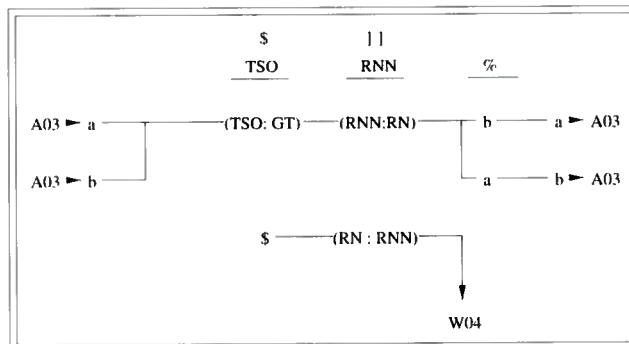 $ ] ]
TSO RNN %
A03 a (TSO: GT) (RNN:RN) b a A03
A03 b a b A03
$ (RN : RNN)
W04